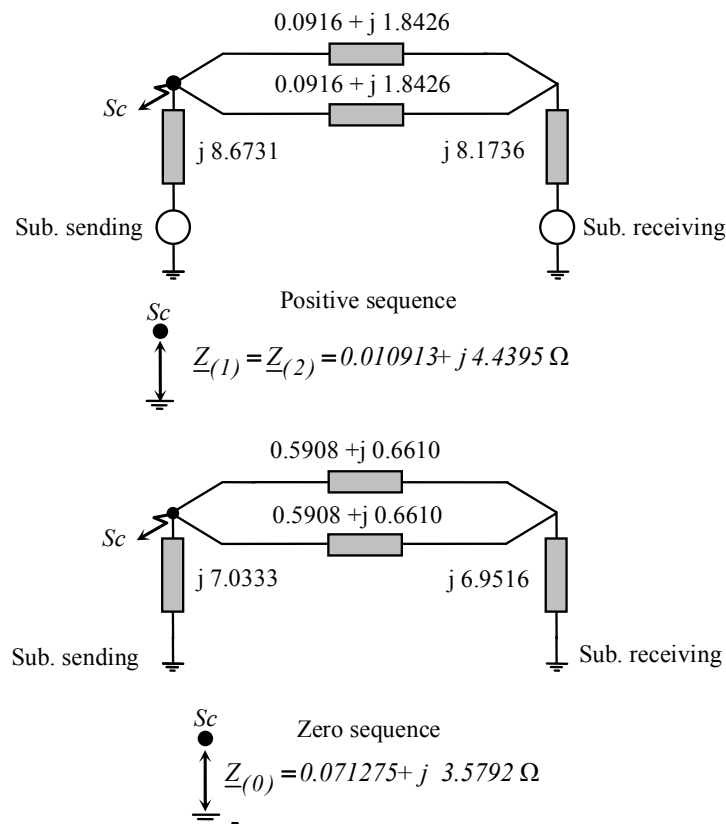 0.0916 + j 1.8426
0.0916 + j 1.8426
Sc
j 8.6731
j 8.1736
Sub. sending
Sub. receiving
Positive sequence
Sc
Z(1) = Z(2) = 0.010913+ j 4.4395 Ω
0.5908 +j 0.6610
0.5908 +j 0.6610
Sc
j 7.0333
j 6.9516
Sub. sending
Sub. receiving
Sc
Zero sequence
Z(0) = 0.071275+ j 3.5792 Ω